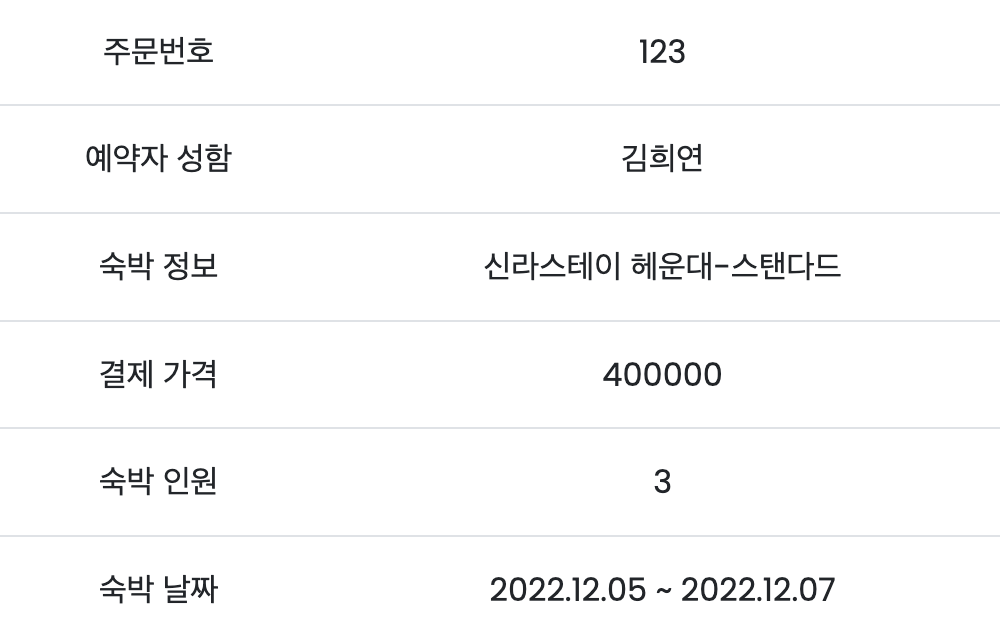 주문번호 123
예약자 성함 김희연
숙박 정보 신라스테이 헤운대-스탠다드
결제 가격 400000
숙박 인원 3
숙박 날짜 2022.12.05 ~ 2022.12.07